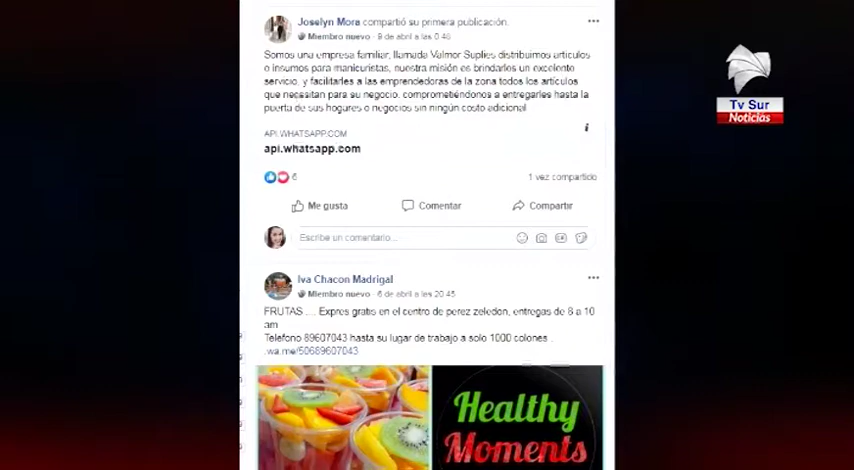 Joselyn Mora compartió su primera publicación.
Miembro nuevo · 9 de abril a las 0:46
Somos una empresa familiar, llamada Valmor Suplies distribuimos artículos
e insumos para manicuristas, nuestra misión es brindarles un excelente
servicio, y facilitarles a las emprendedoras de la zona todos los artículos
que necesitan para su negocio, comprometiéndonos a entregarles hasta la
puerta de sus hogares o negocios sin ningún costo adicional
API.WHATSAPP.COM
api.whatsapp.com
6
1 vez compartido
Me gusta
Comentar
Compartir
Escribe un comentario...
Iva Chacon Madrigal
Miembro nuevo · 6 de abril a las 20:45
FRUTAS.... Expres gratis en el centro de perez zeledon, entregas de 8 a 10
am
Telefono 89607043 hasta su lugar de trabajo a solo 1000 colones .
.wa.me/50689607043
Healthy
Moments
Tv Sur
Noticias